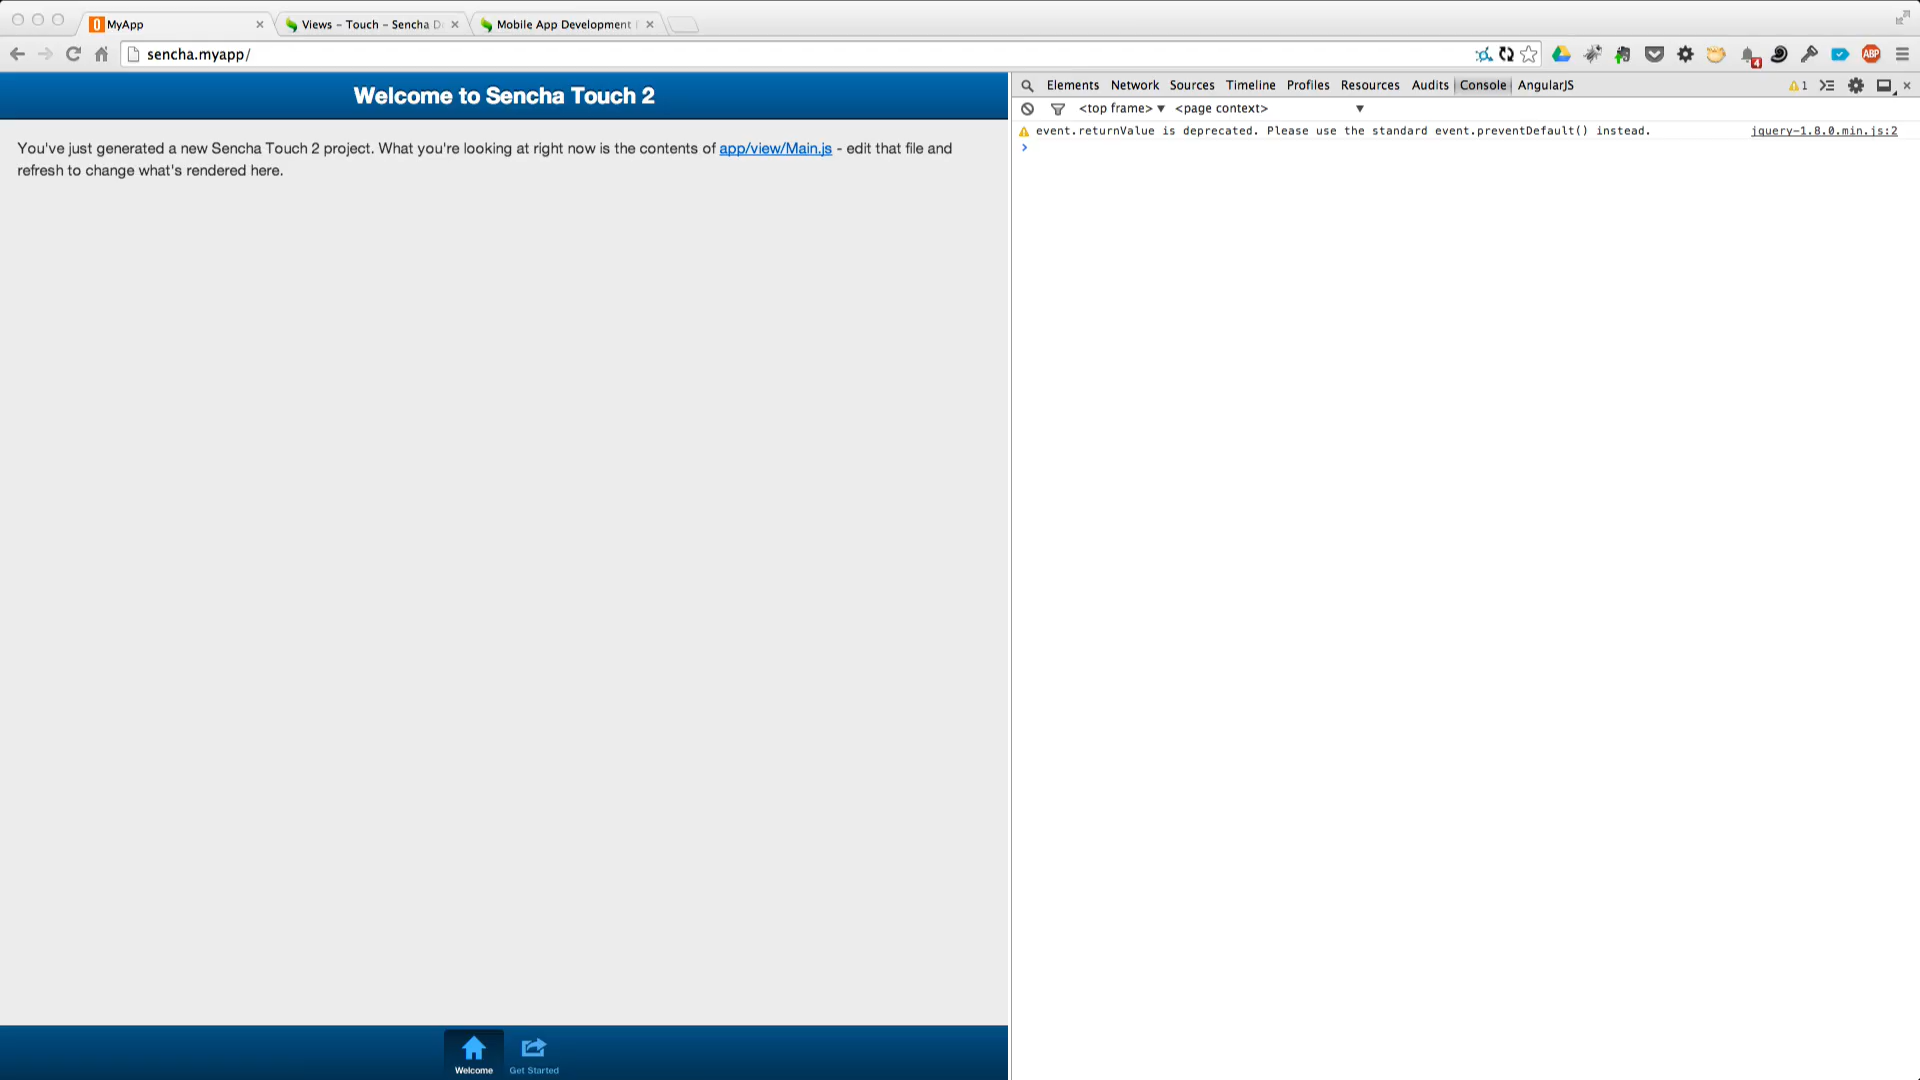 MyApp
Views – Touch – Sencha D
Mobile App Development
sencha.myapp/
4
ABP
Welcome to Sencha Touch 2
You've just generated a new Sencha Touch 2 project. What you're looking at right now is the contents of app/view/Main.js - edit that file and
refresh to change what's rendered here.
Welcome
Get Started
Elements Network Sources Timeline Profiles Resources Audits Console AngularJS
1
<top frame> <page context>
event.returnValue is deprecated. Please use the standard event.preventDefault() instead.
jquery-1.8.0.min.js:2